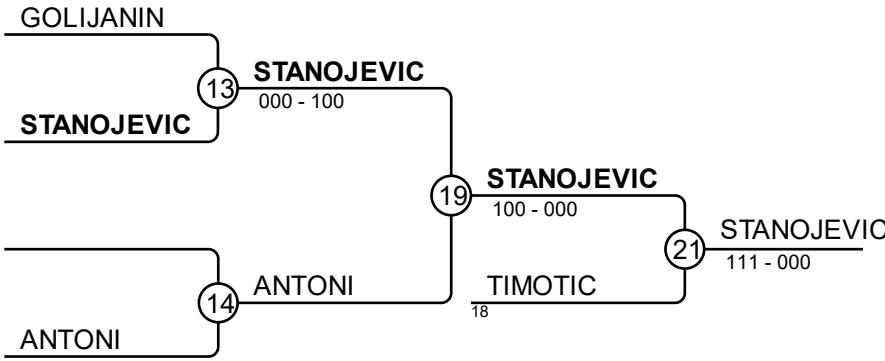 GOLIJANIN
13
STANOJEVIC
000 - 100
STANOJEVIC
19
STANOJEVIC
100 - 000
21
STANOJEVIC
111 - 000
14
ANTONI
TIMOTIC
18
ANTONI